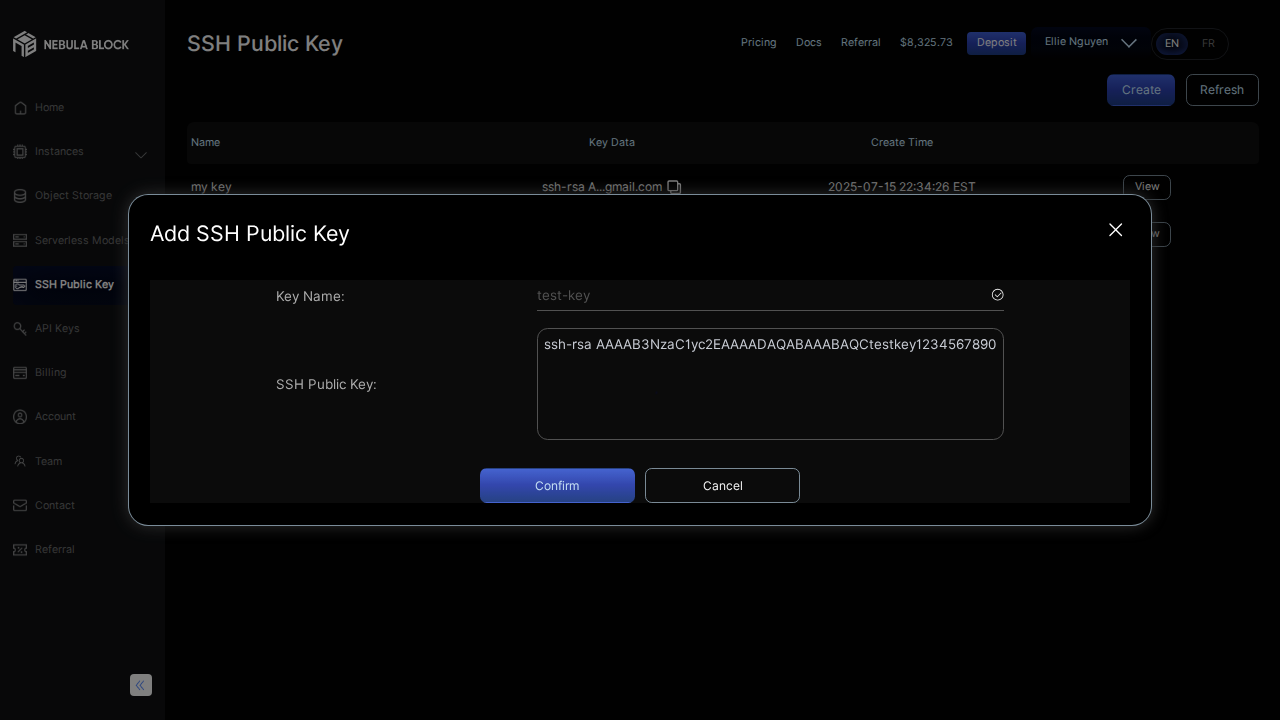 NEBULA BLOCK
SSH Public Key
Pricing
Docs
Referral
$8,325.73
Deposit
Ellie Nguyen
EN
FR
Create
Refresh
Home
Instances
Object Storage
Serverless Models
SSH Public Key
API Keys
Billing
Account
Team
Contact
Referral
Name
Key Data
Create Time
my key
ssh-rsa A...gmail.com
2025-07-15 22:34:26 EST
View
Add SSH Public Key
Key Name:
test-key
SSH Public Key:
ssh-rsa AAAAB3NzaC1yc2EAAAADAQABAAABAQCtestkey1234567890
Confirm
Cancel